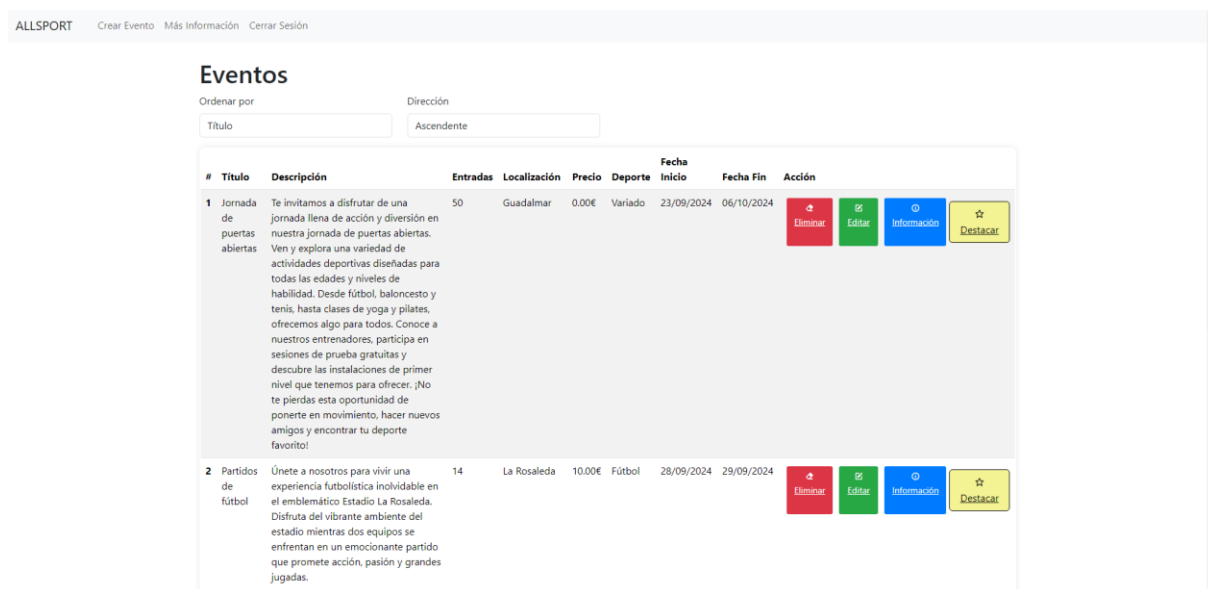 ALLSPORT Crear Evento Más Información Cerrar Sesión
Eventos
Ordenar por Dirección
Título Ascendente
# Título Descripción Entradas Localización Precio Deporte Fecha Inicio Fecha Fin Acción
1 Jornada de puertas abiertas
Te invitamos a disfrutar de una
jornada llena de acción y diversión en
nuestra jornada de puertas abiertas.
Ven y explora una variedad de
actividades deportivas diseñadas para
todas las edades y niveles de
habilidad. Desde fútbol, baloncesto y
tenis, hasta clases de yoga y pilates,
ofrecemos algo para todos. Conoce a
nuestros entrenadores, participa en
sesiones de prueba gratuitas y
descubre las instalaciones de primer
nivel que tenemos para ofrecer. ¡No
te pierdas esta oportunidad de
ponerte en movimiento, hacer nuevos
amigos y encontrar tu deporte
favorito!
50 Guadalmar 0.00€ Variado 23/09/2024 06/10/2024
Eliminar Editar Información Destacar
2 Partidos de fútbol
Únete a nosotros para vivir una
experiencia futbolística inolvidable en
el emblemático Estadio La Rosaleda.
Disfruta del vibrante ambiente del
estadio mientras dos equipos se
enfrentan en un emocionante partido
que promete acción, pasión y grandes
jugadas.
14 La Rosaleda 10.00€ Fútbol 28/09/2024 29/09/2024
Eliminar Editar Información Destacar